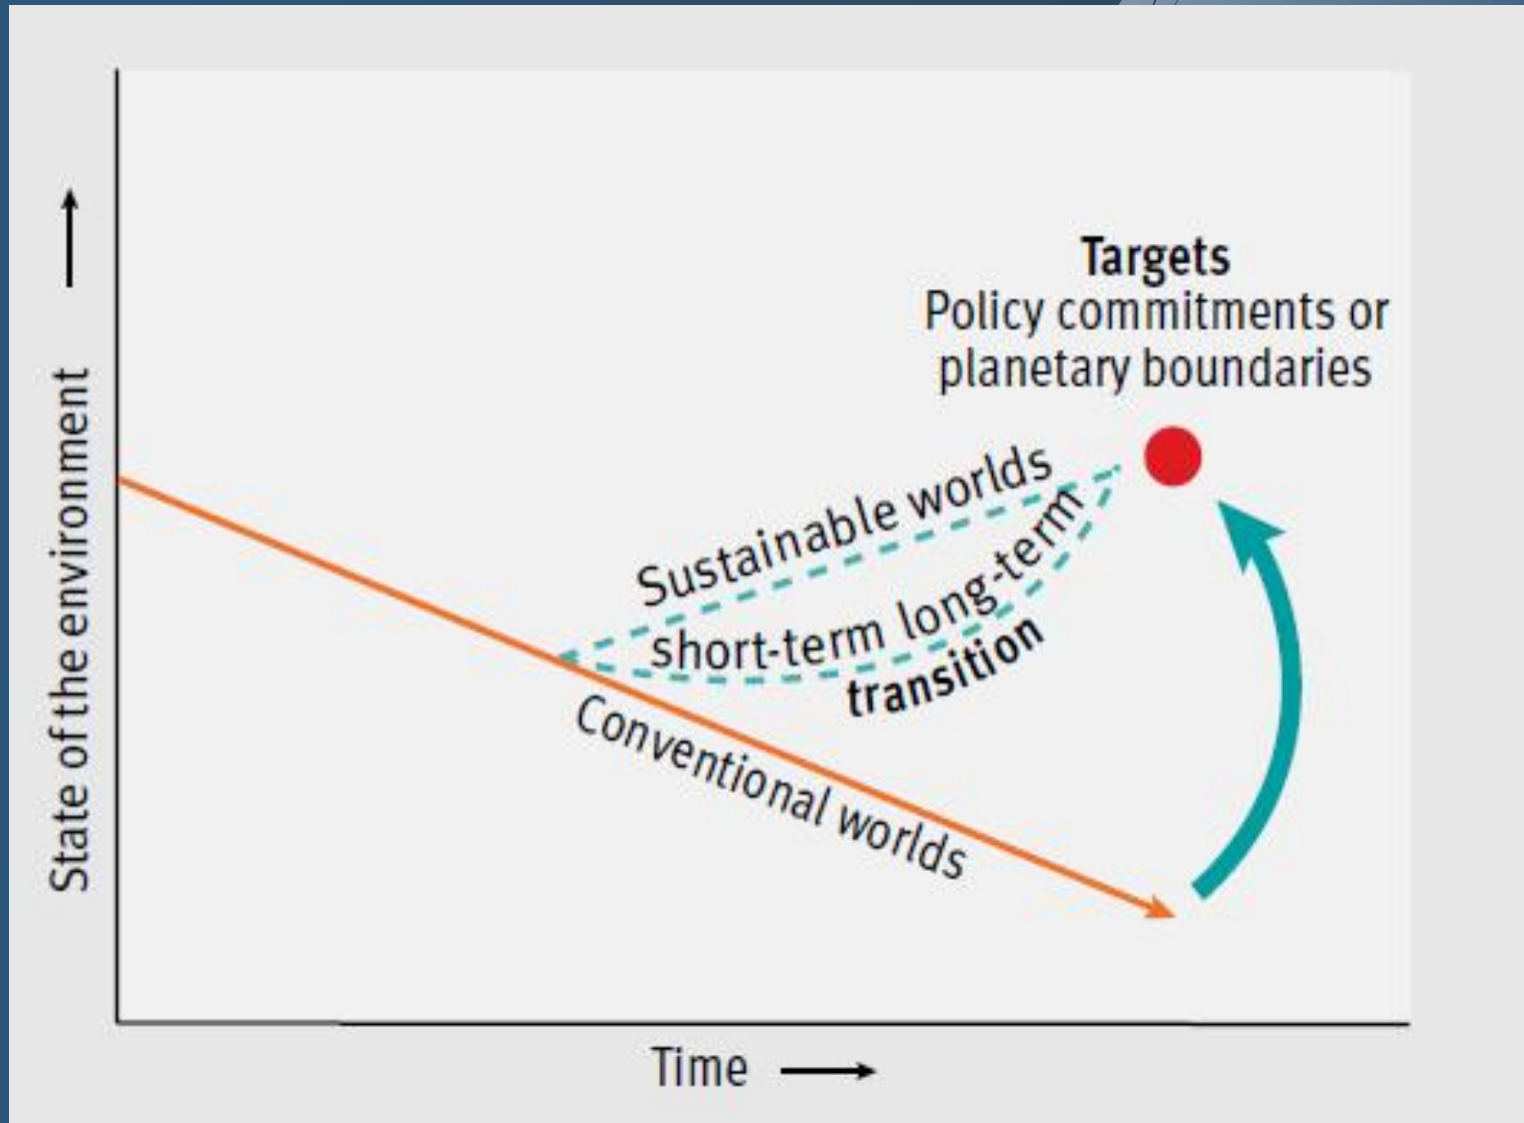 Targets
Policy commitments or
planetary boundaries
Sustainable worlds
short-term long-term
transition
Conventional worlds
State of the environment
Time